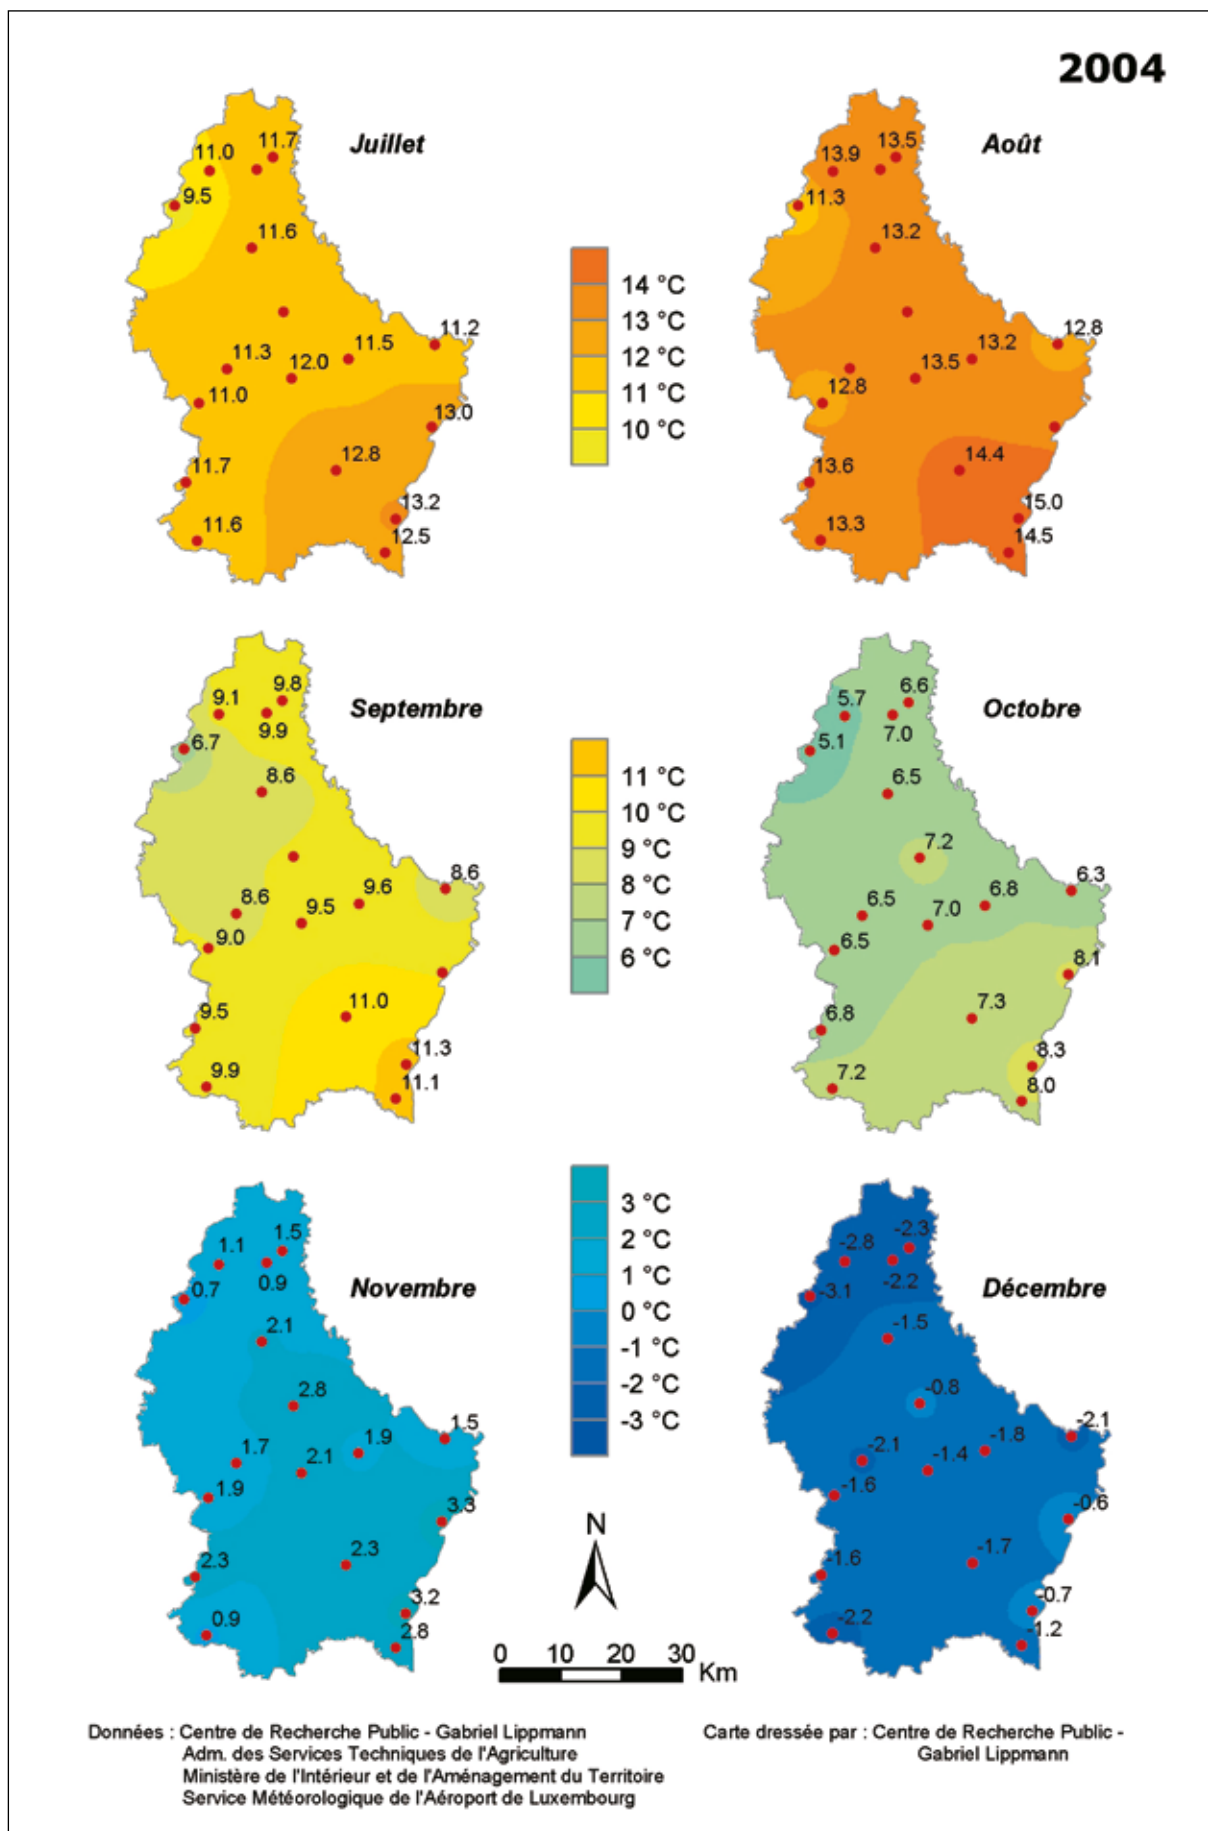 2004
Juillet
11.7
11.0
9.5
11.6
11.2
11.5
11.3
12.0
11.0
13.0
12.8
11.7
13.2
11.6
12.5
14 °C
13 °C
12 °C
11 °C
10 °C
Août
13.5
13.9
11.3
13.2
12.8
13.2
13.5
12.8
14.4
13.6
15.0
13.3
14.5
Septembre
9.8
9.1
9.9
6.7
8.6
8.6
9.6
8.6
9.5
9.0
11.0
9.5
11.3
9.9
11.1
11 °C
10 °C
9 °C
8 °C
7 °C
6 °C
Octobre
6.6
5.7
7.0
5.1
6.5
7.2
6.3
6.8
6.5
7.0
6.5
8.1
7.3
6.8
8.3
7.2
8.0
Novembre
1.5
1.1
0.9
0.7
2.1
2.8
1.5
1.9
1.7
2.1
1.9
3.3
2.3
2.3
3.2
0.9
2.8
3 °C
2 °C
1 °C
0 °C
-1 °C
-2 °C
-3 °C
Décembre
-2.3
-2.8
-2.2
-3.1
-1.5
-0.8
-2.1
-1.8
-2.1
-1.4
-1.6
-0.6
-1.7
-1.6
-0.7
-2.2
-1.2
N
0 10 20 30
Km
Données : Centre de Recherche Public - Gabriel Lippmann
Adm. des Services Techniques de l'Agriculture
Ministère de l'Intérieur et de l'Aménagement du Territoire
Service Météorologique de l'Aéroport de Luxembourg
Carte dressée par : Centre de Recherche Public -
Gabriel Lippmann